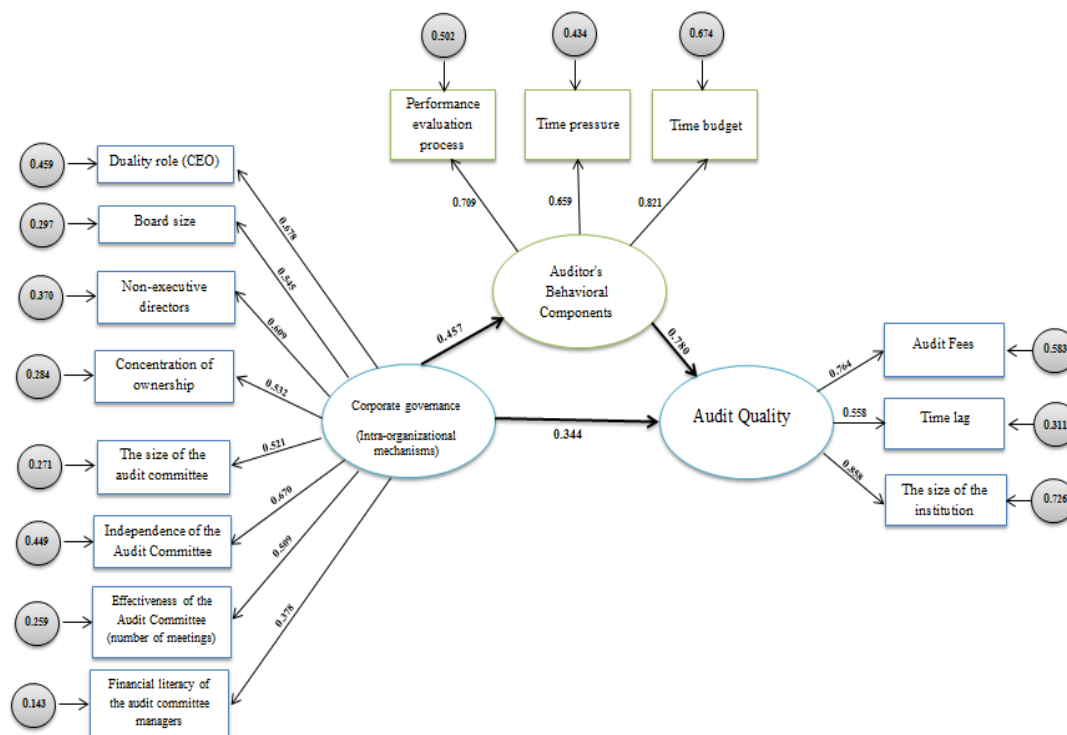 0.502
0.434
0.674
Performance
evaluation
process
Time pressure
Time budget
0.709
0.659
0.821
0.459
Duality role (CEO)
0.297
Board size
0.370
Non-executive
directors
0.284
Concentration of
ownership
0.271
The size of the
audit committee
0.449
Independence of the
Audit Committee
0.259
Effectiveness of the
Audit Committee
(number of meetings)
0.143
Financial literacy of
the audit committee
managers
0.678
0.545
0.609
0.532
0.521
0.670
0.509
0.378
Corporate governance
(Intra-organizational
mechanisms)
0.457
Auditor's
Behavioral
Components
0.780
0.344
Audit Quality
0.764
0.558
0.858
Audit Fees
0.583
Time lag
0.311
The size of the
institution
0.726